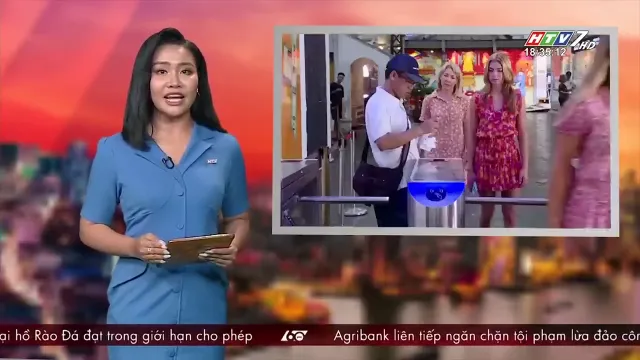 HTV7 HD
18:35:12
ại hồ Rào Đá đạt trong giới hạn cho phép
60
Agribank liên tiếp ngăn chặn tội phạm lừa đảo côn